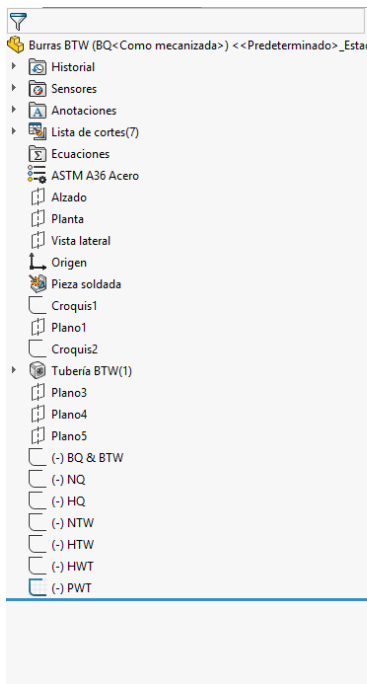 Burras BTW (BQ<Como mecanizado>) <<Predeterminado>_Estad
Historial
Sensores
Anotaciones
Lista de cortes(7)
Ecuaciones
ASTM A36 Acero
Alzado
Planta
Vista lateral
Origen
Pieza soldada
Croquis1
Plano1
Croquis2
Tubería BTW(1)
Plano3
Plano4
Plano5
(-) BQ & BTW
(-) NQ
(-) HQ
(-) NTW
(-) HTW
(-) HWT
(-) PWT